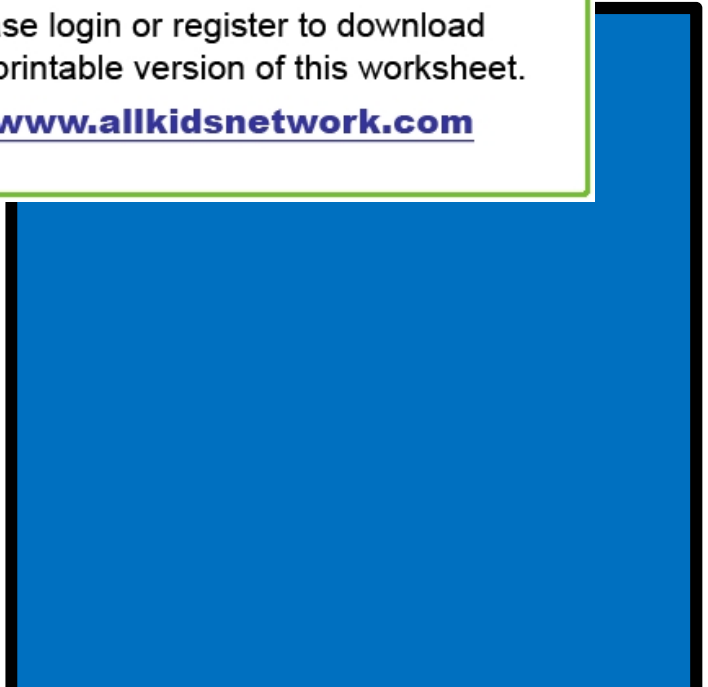 se login or register to download
printable version of this worksheet.
www.allkidsnetwork.com